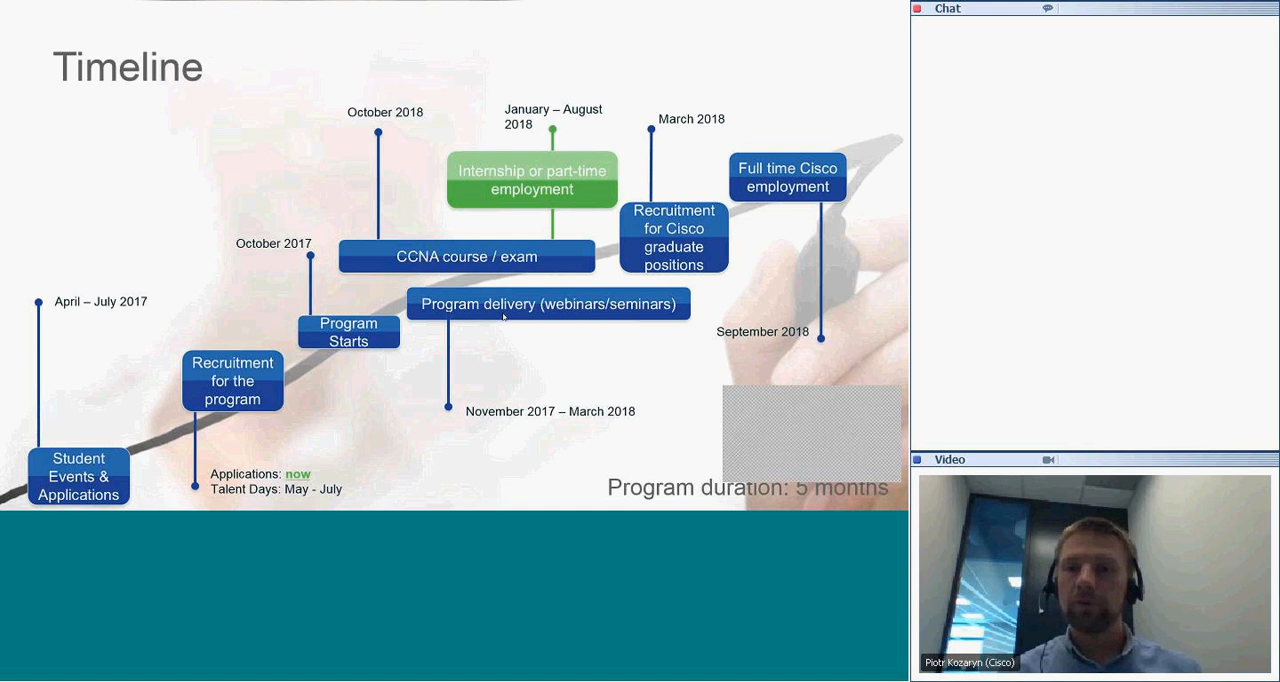 Timeline
October 2018
January – August
2018
March 2018
Internship or part-time
employment
Full time Cisco
employment
Recruitment
for Cisco
graduate
positions
October 2017
CCNA course / exam
April – July 2017
Program delivery (webinars/seminars)
Program
Starts
September 2018
Recruitment
for the
program
November 2017 – March 2018
Student
Events &
Applications
Applications: now
Talent Days: May - July
Program duration: 5 months
Chat
Video
Piotr Kozaryn (Cisco)